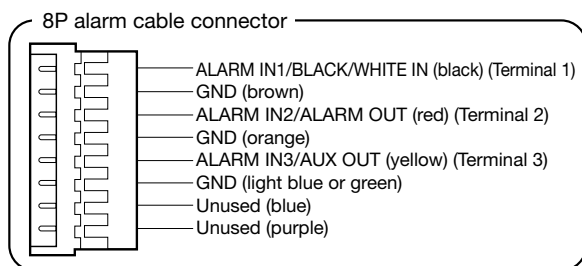 8P alarm cable connector
ALARM IN1/BLACK/WHITE IN (black) (Terminal 1)
GND (brown)
ALARM IN2/ALARM OUT (red) (Terminal 2)
GND (orange)
ALARM IN3/AUX OUT (yellow) (Terminal 3)
GND (light blue or green)
Unused (blue)
Unused (purple)